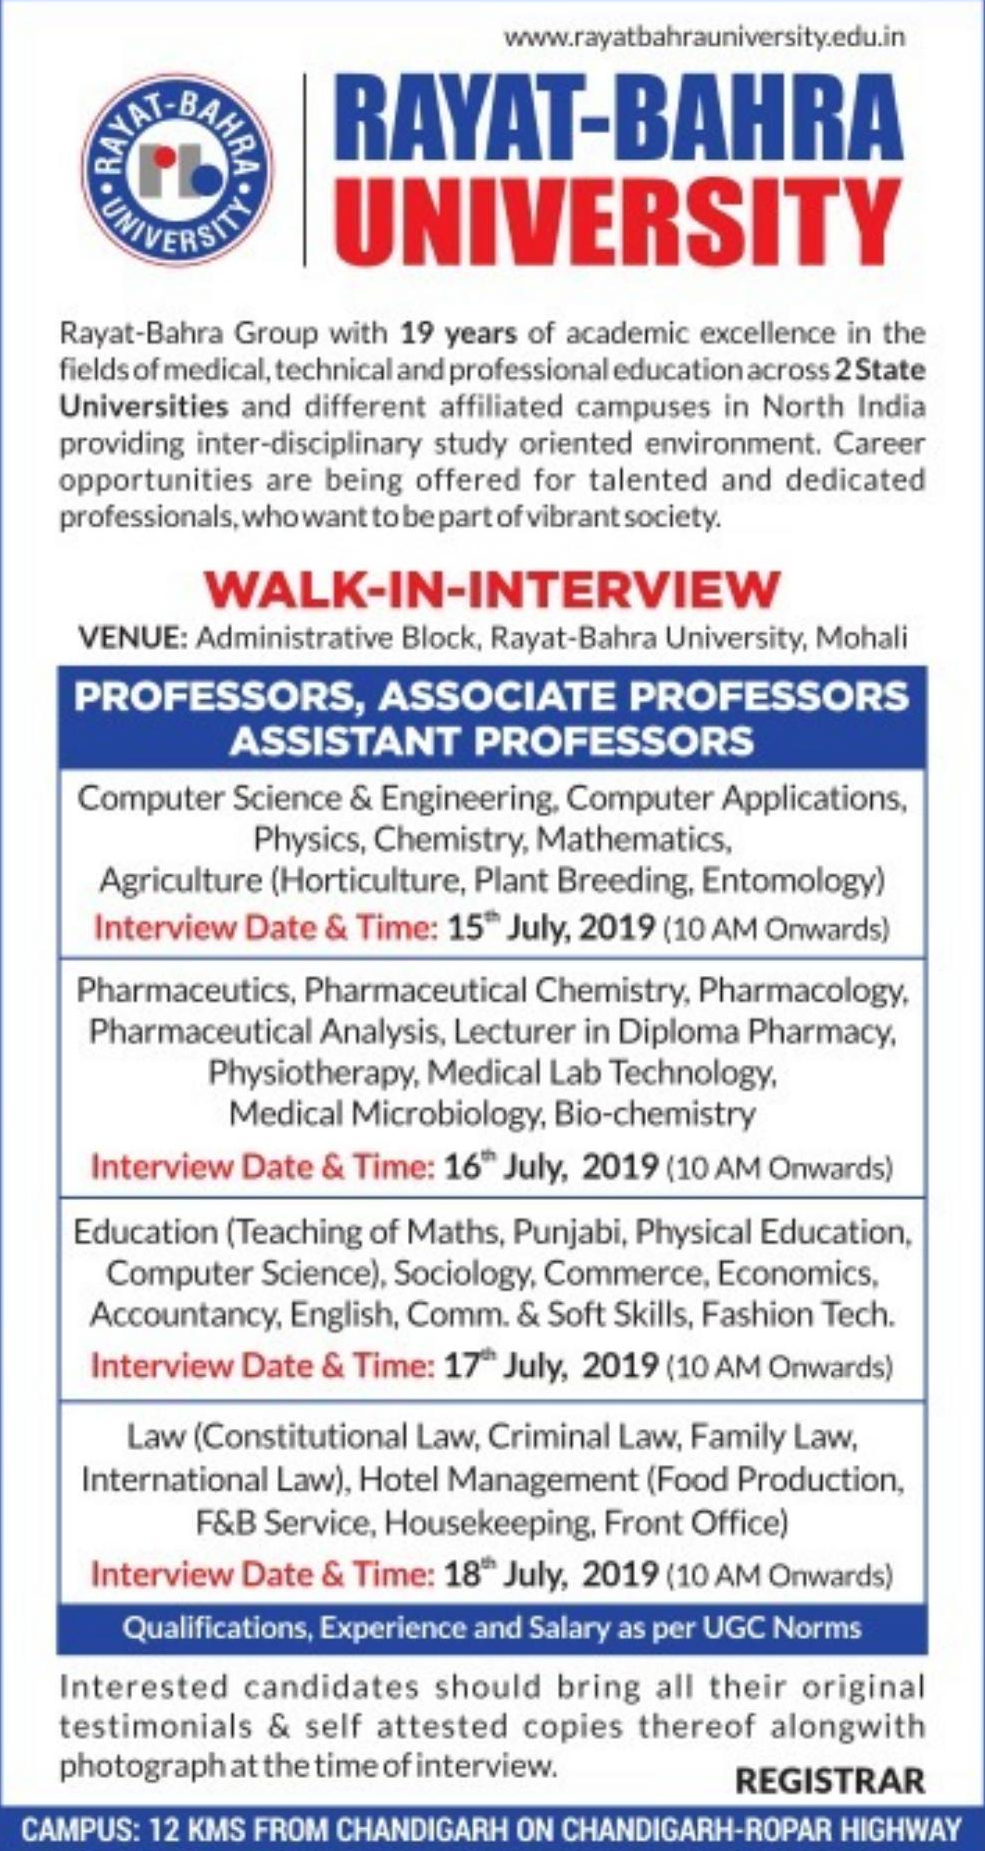 www.rayatbahrauniversity.edu.in
RAYAT-BAHRA
UNIVERSITY
RAYAT-BAHRA
UNIVERSITY
rb
Rayat-Bahra Group with 19 years of academic excellence in the
fields of medical, technical and professional education across 2 State
Universities and different affiliated campuses in North India
providing inter-disciplinary study oriented environment. Career
opportunities are being offered for talented and dedicated
professionals, who want to be part of vibrant society.
WALK-IN-INTERVIEW
VENUE: Administrative Block, Rayat-Bahra University, Mohali
PROFESSORS, ASSOCIATE PROFESSORS
ASSISTANT PROFESSORS
Computer Science & Engineering, Computer Applications,
Physics, Chemistry, Mathematics,
Agriculture (Horticulture, Plant Breeding, Entomology)
Interview Date & Time: 15th July, 2019 (10 AM Onwards)
Pharmaceutics, Pharmaceutical Chemistry, Pharmacology,
Pharmaceutical Analysis, Lecturer in Diploma Pharmacy,
Physiotherapy, Medical Lab Technology,
Medical Microbiology, Bio-chemistry
Interview Date & Time: 16th July, 2019 (10 AM Onwards)
Education (Teaching of Maths, Punjabi, Physical Education,
Computer Science), Sociology, Commerce, Economics,
Accountancy, English, Comm. & Soft Skills, Fashion Tech.
Interview Date & Time: 17th July, 2019 (10 AM Onwards)
Law (Constitutional Law, Criminal Law, Family Law,
International Law), Hotel Management (Food Production,
F&B Service, Housekeeping, Front Office)
Interview Date & Time: 18th July, 2019 (10 AM Onwards)
Qualifications, Experience and Salary as per UGC Norms
Interested candidates should bring all their original
testimonials & self attested copies thereof alongwith
photograph at the time of interview.
REGISTRAR
CAMPUS: 12 KMS FROM CHANDIGARH ON CHANDIGARH-ROPAR HIGHWAY